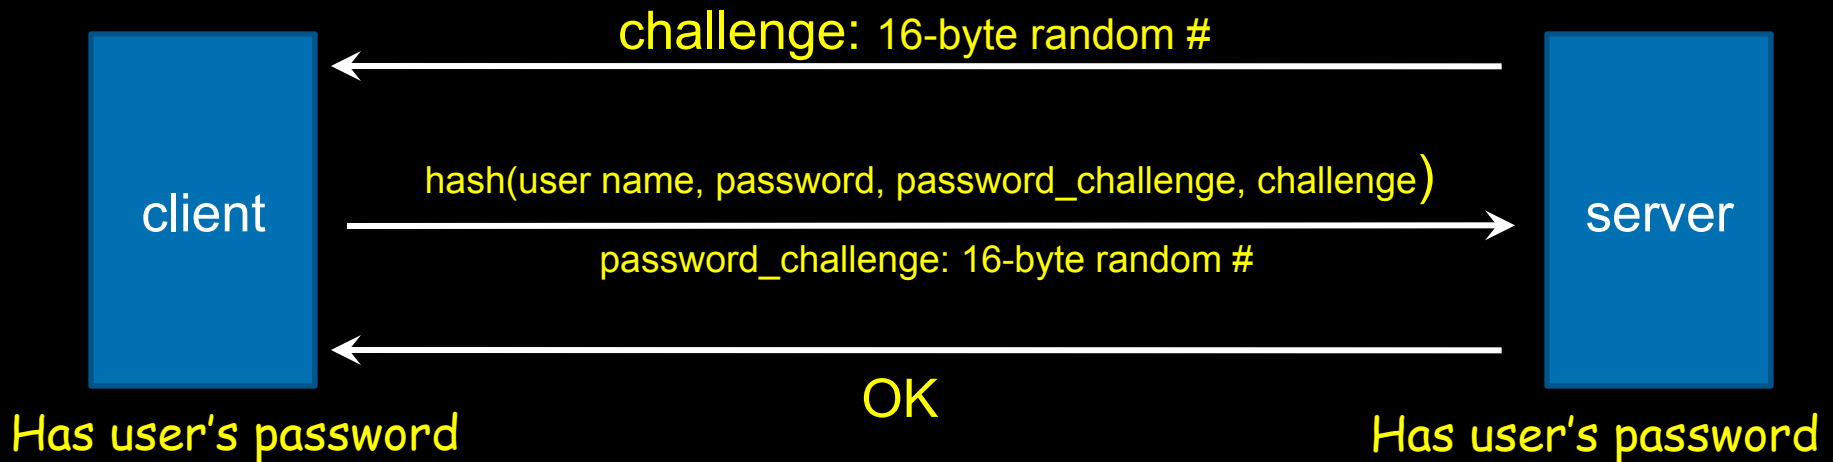 challenge: 16-byte random #
hash(user name, password, password_challenge, challenge)
client
server
password_challenge: 16-byte random #
OK
Has user's password
Has user's password